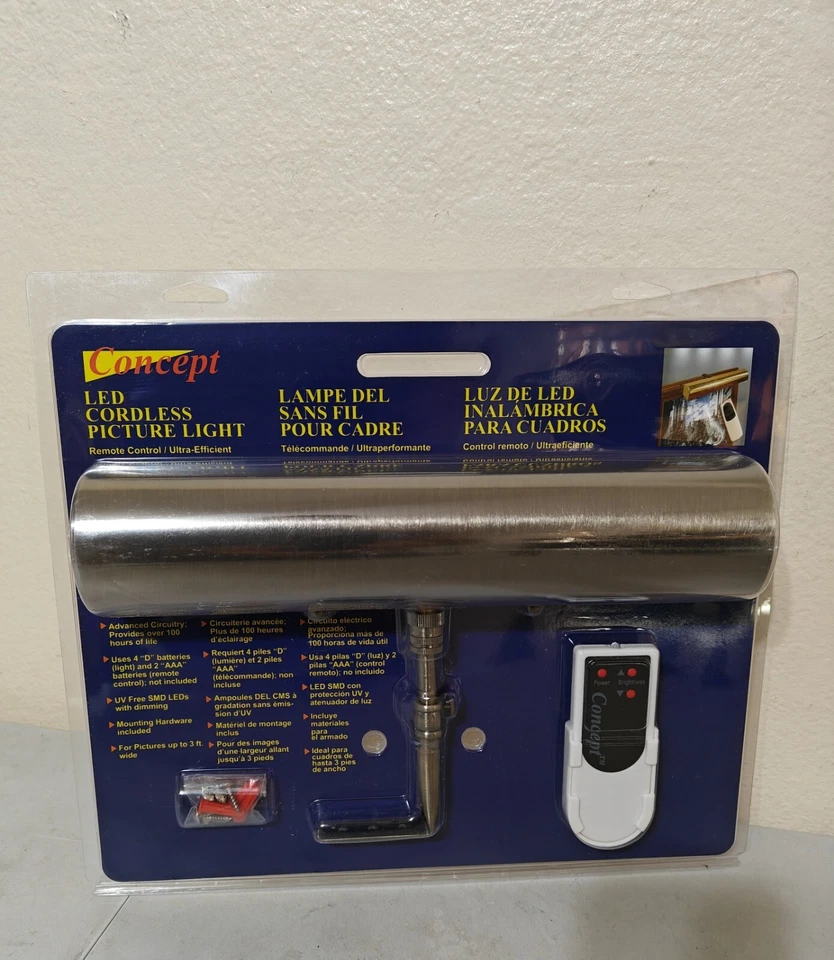 Concept
LED
CORDLESS
PICTURE LIGHT
Remote Control / Ultra-Efficient
LAMPE DEL
SANS FIL
POUR CADRE
Télécommande / Ultraperformante
LUZ DE LED
INALÁMBRICA
PARA CUADROS
Control remoto / Ultraeficiente
Advanced Circuitry;
Provides over 100
hours of life
Uses 4 "D" batteries
(light) and 2 "AAA"
batteries (remote
control); not included
UV Free SMD LEDs
with dimming
Mounting Hardware
included
For Pictures up to 3 ft.
wide
Circuiterie avancée;
Plus de 100 heures
d'éclairage
Requiert 4 piles "D"
(lumière) et 2 piles
"AAA"
(télécommande); non
incluse
Ampoules DEL CMS à
gradation sans émis-
sion d'UV
Matériel de montage
inclus
Pour des images
d'une largeur allant
jusqu'à 3 pieds
Circuito eléctrico
avanzado;
Proporciona más de
100 horas de vida útil
Usa 4 pilas "D" (luz) y 2
pilas "AAA" (control
remoto); no incluido
LED SMD con
protección UV y
atenuador de luz
Incluye
materiales
para
el armado
Ideal para
cuadros de
hasta 3 pies
de ancho
Power
Brightness
Concept™